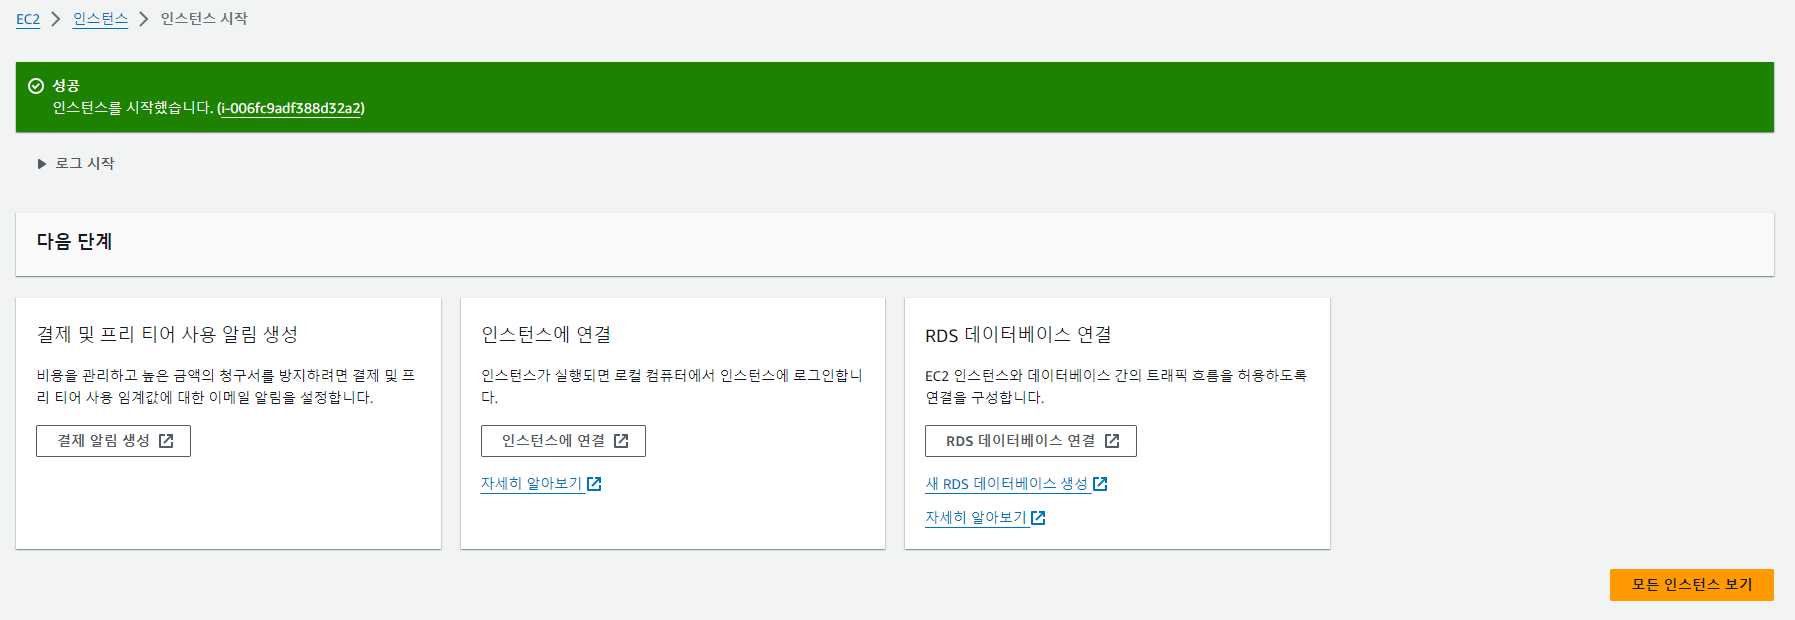 EC2 > 인스턴스 > 인스턴스 시작
성공
인스턴스를 시작했습니다. (i-006fc9adf388d32a2)
▶ 로그 시작
다음 단계
결제 및 프리 티어 사용 알림 생성
비용을 관리하고 높은 금액의 청구서를 방지하려면 결제 및 프
리 티어 사용 임계값에 대한 이메일 알림을 설정합니다.
결제 알림 생성
인스턴스에 연결
인스턴스가 실행되면 로컬 컴퓨터에서 인스턴스에 로그인합니
다.
인스턴스에 연결
자세히 알아보기
RDS 데이터베이스 연결
EC2 인스턴스와 데이터베이스 간의 트래픽 흐름을 허용하도록
연결을 구성합니다.
RDS 데이터베이스 연결
새 RDS 데이터베이스 생성
자세히 알아보기
모든 인스턴스 보기